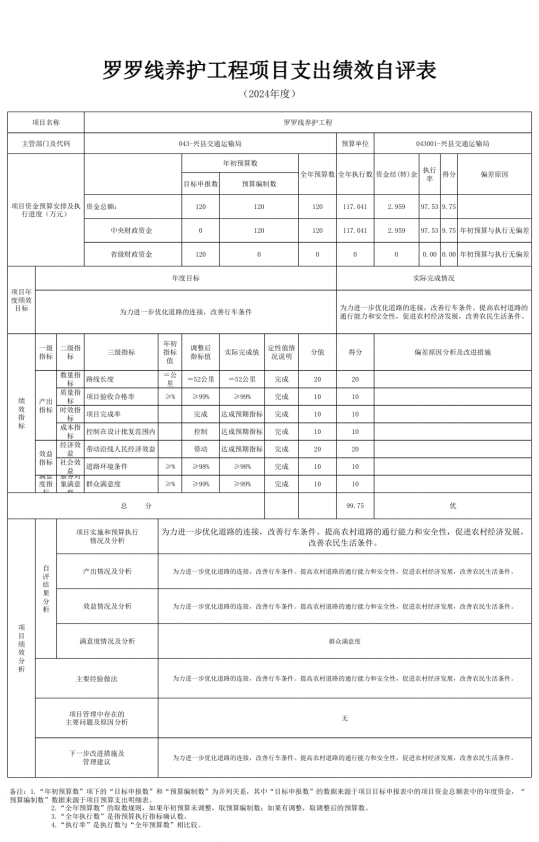 罗罗线养护工程项目支出绩效自评表
（2024年度）
项目名称 罗罗线养护工程
主管部门及代码 043-兴县交通运输局 预算单位 043001-兴县交通运输局
项目资金预算安排及执行进度（万元） 年初预算数 全年预算数 全年执行数 资金结(转)余 执行率 得分 偏差原因
目标申报数 预算编制数
资金总额: 120 120 120 117.041 2.959 97.53 9.75
中央财政资金 0 120 120 117.041 2.959 97.53 9.75 年初预算与执行无偏差
省级财政资金 120 0 0 0 0 0.00 0.00 年初预算与执行无偏差
项目年度绩效目标 年度目标 实际完成情况
为力进一步优化道路的连接，改善行车条件 为力进一步优化道路的连接，改善行车条件。提高农村道路的通行能力和安全性，促进农村经济发展，改善农民生活条件。
绩效指标 一级指标 二级指标 三级指标 年初指标值 调整后指标值 实际完成值 定性值情况说明 分值 得分 偏差原因分析及改进措施
产出指标 数量指标 路线长度 ＝公里 ＝52公里 ＝52公里 完成 20 20
质量指标 项目验收合格率 ≥% ≥99% ≥99% 完成 10 10
时效指标 项目完成率 完成 达成预期指标 完成 10 10
成本指标 控制在设计批复范围内 控制 达成预期指标 完成 10 10
效益指标 经济效益 带动沿线人民经济效益 带动 达成预期指标 完成 20 20
社会效益 道路环境条件 ≥% ≥98% ≥98% 完成 10 10
满意度指标 服务对象满意度 群众满意度 ≥% ≥99% ≥99% 完成 10 10
总 分 99.75 优
项目绩效分析 自评结果分析 项目实施和预算执行情况及分析 为力进一步优化道路的连接，改善行车条件。提高农村道路的通行能力和安全性，促进农村经济发展，改善农民生活条件。
产出情况及分析 为力进一步优化道路的连接，改善行车条件。提高农村道路的通行能力和安全性，促进农村经济发展，改善农民生活条件。
效益情况及分析 为力进一步优化道路的连接，改善行车条件。提高农村道路的通行能力和安全性，促进农村经济发展，改善农民生活条件。
满意度情况及分析 群众满意度
主要经验做法 为力进一步优化道路的连接，改善行车条件。提高农村道路的通行能力和安全性，促进农村经济发展，改善农民生活条件。
项目管理中存在的主要问题及原因分析 无
下一步改进措施及管理建议 为力进一步优化道路的连接，改善行车条件。提高农村道路的通行能力和安全性，促进农村经济发展，改善农民生活条件。
备注：1.“年初预算数”项下的“目标申报数”和“预算编制数”为并列关系，其中“目标申报数”的数据来源于项目目标申报表中的项目资金总额表中的年度资金，“
预算编制数”数据来源于项目预算支出明细表。
2.“全年预算数”的取数规则，如果年初预算未调整，取预算编制数；如果有调整，取调整后的预算数。
3.“全年执行数”是指预算执行指标确认数。
4.“执行率”是执行数与“全年预算数”相比较。